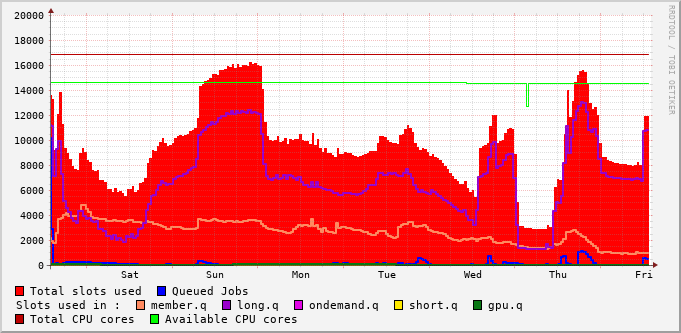 20000
18000
16000
14000
12000
10000
8000
6000
4000
2000
0
Sat Sun Mon Tue Wed Thu Fri
RRDTOOL / TOBI OETIKER
Total slots used Queued Jobs
Slots used in : member.q long.q ondemand.q short.q gpu.q
Total CPU cores Available CPU cores